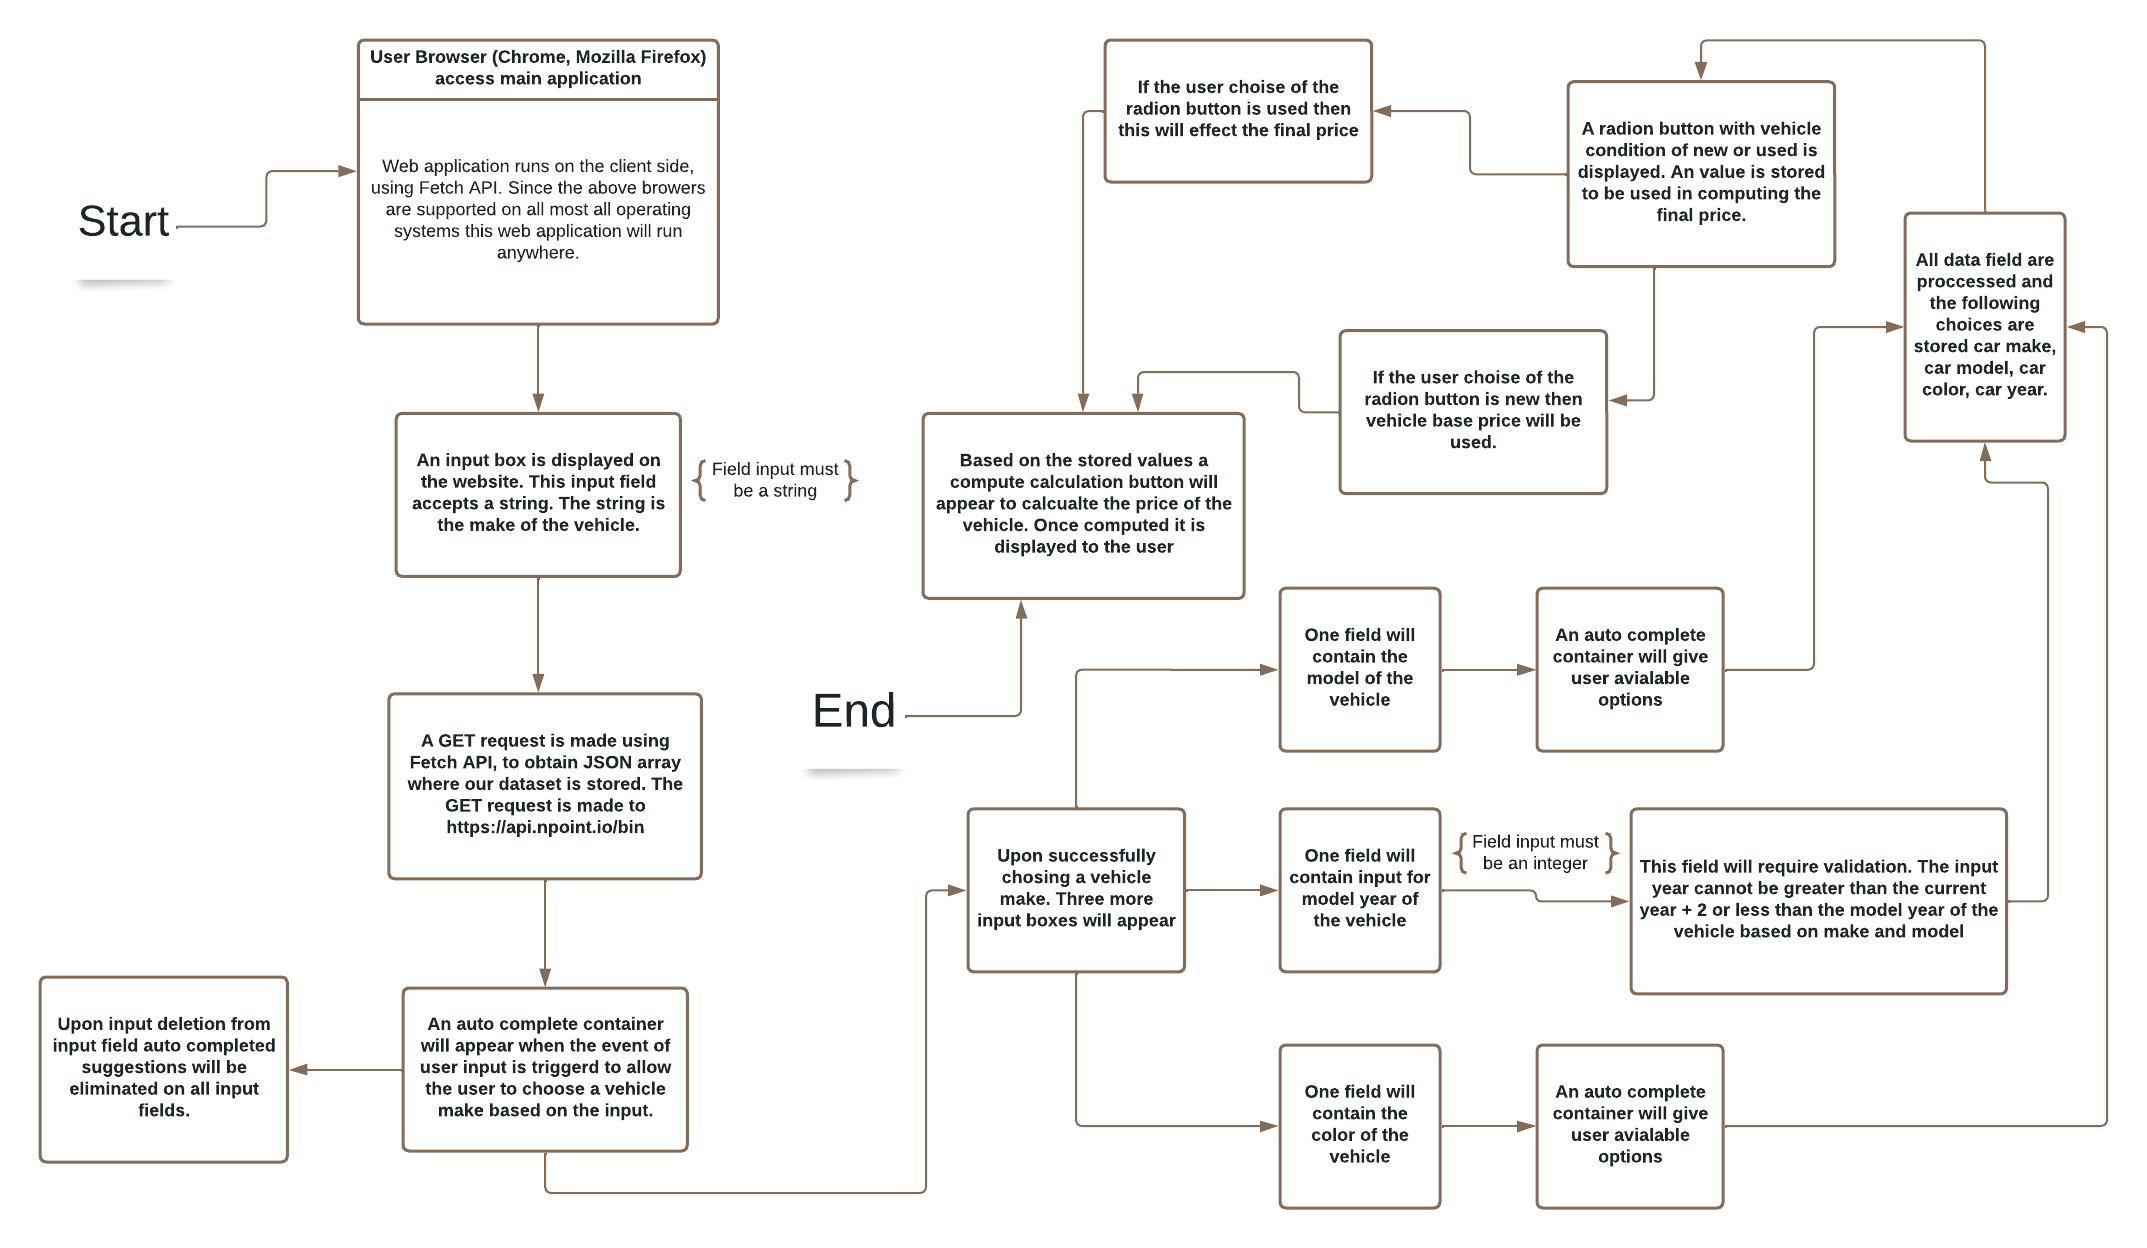 Start
User Browser (Chrome, Mozilla Firefox)
access main application
Web application runs on the client side,
using Fetch API. Since the above browers
are supported on all most all operating
systems this web application will run
anywhere.
An input box is displayed on
the website. This input field
accepts a string. The string is
the make of the vehicle.
Field input must
be a string
A GET request is made using
Fetch API, to obtain JSON array
where our dataset is stored. The
GET request is made to
https://api.npoint.io/bin
An auto complete container
will appear when the event of
user input is triggerd to allow
the user to choose a vehicle
make based on the input.
Upon input deletion from
input field auto completed
suggestions will be
eliminated on all input
fields.
Upon successfully
chosing a vehicle
make. Three more
input boxes will appear
One field will
contain the
model of the
vehicle
An auto complete
container will give
user avialable
options
One field will
contain input for
model year of
the vehicle
Field input must
be an integer
This field will require validation. The input
year cannot be greater than the current
year + 2 or less than the model year of the
vehicle based on make and model
One field will
contain the
color of the
vehicle
An auto complete
container will give
user avialable
options
All data field are
proccessed and
the following
choices are
stored car make,
car model, car
color, car year.
A radion button with vehicle
condition of new or used is
displayed. An value is stored
to be used in computing the
final price.
If the user choise of the
radion button is used then
this will effect the final price
If the user choise of the
radion button is new then
vehicle base price will be
used.
Based on the stored values a
compute calculation button will
appear to calcualte the price of the
vehicle. Once computed it is
displayed to the user
End